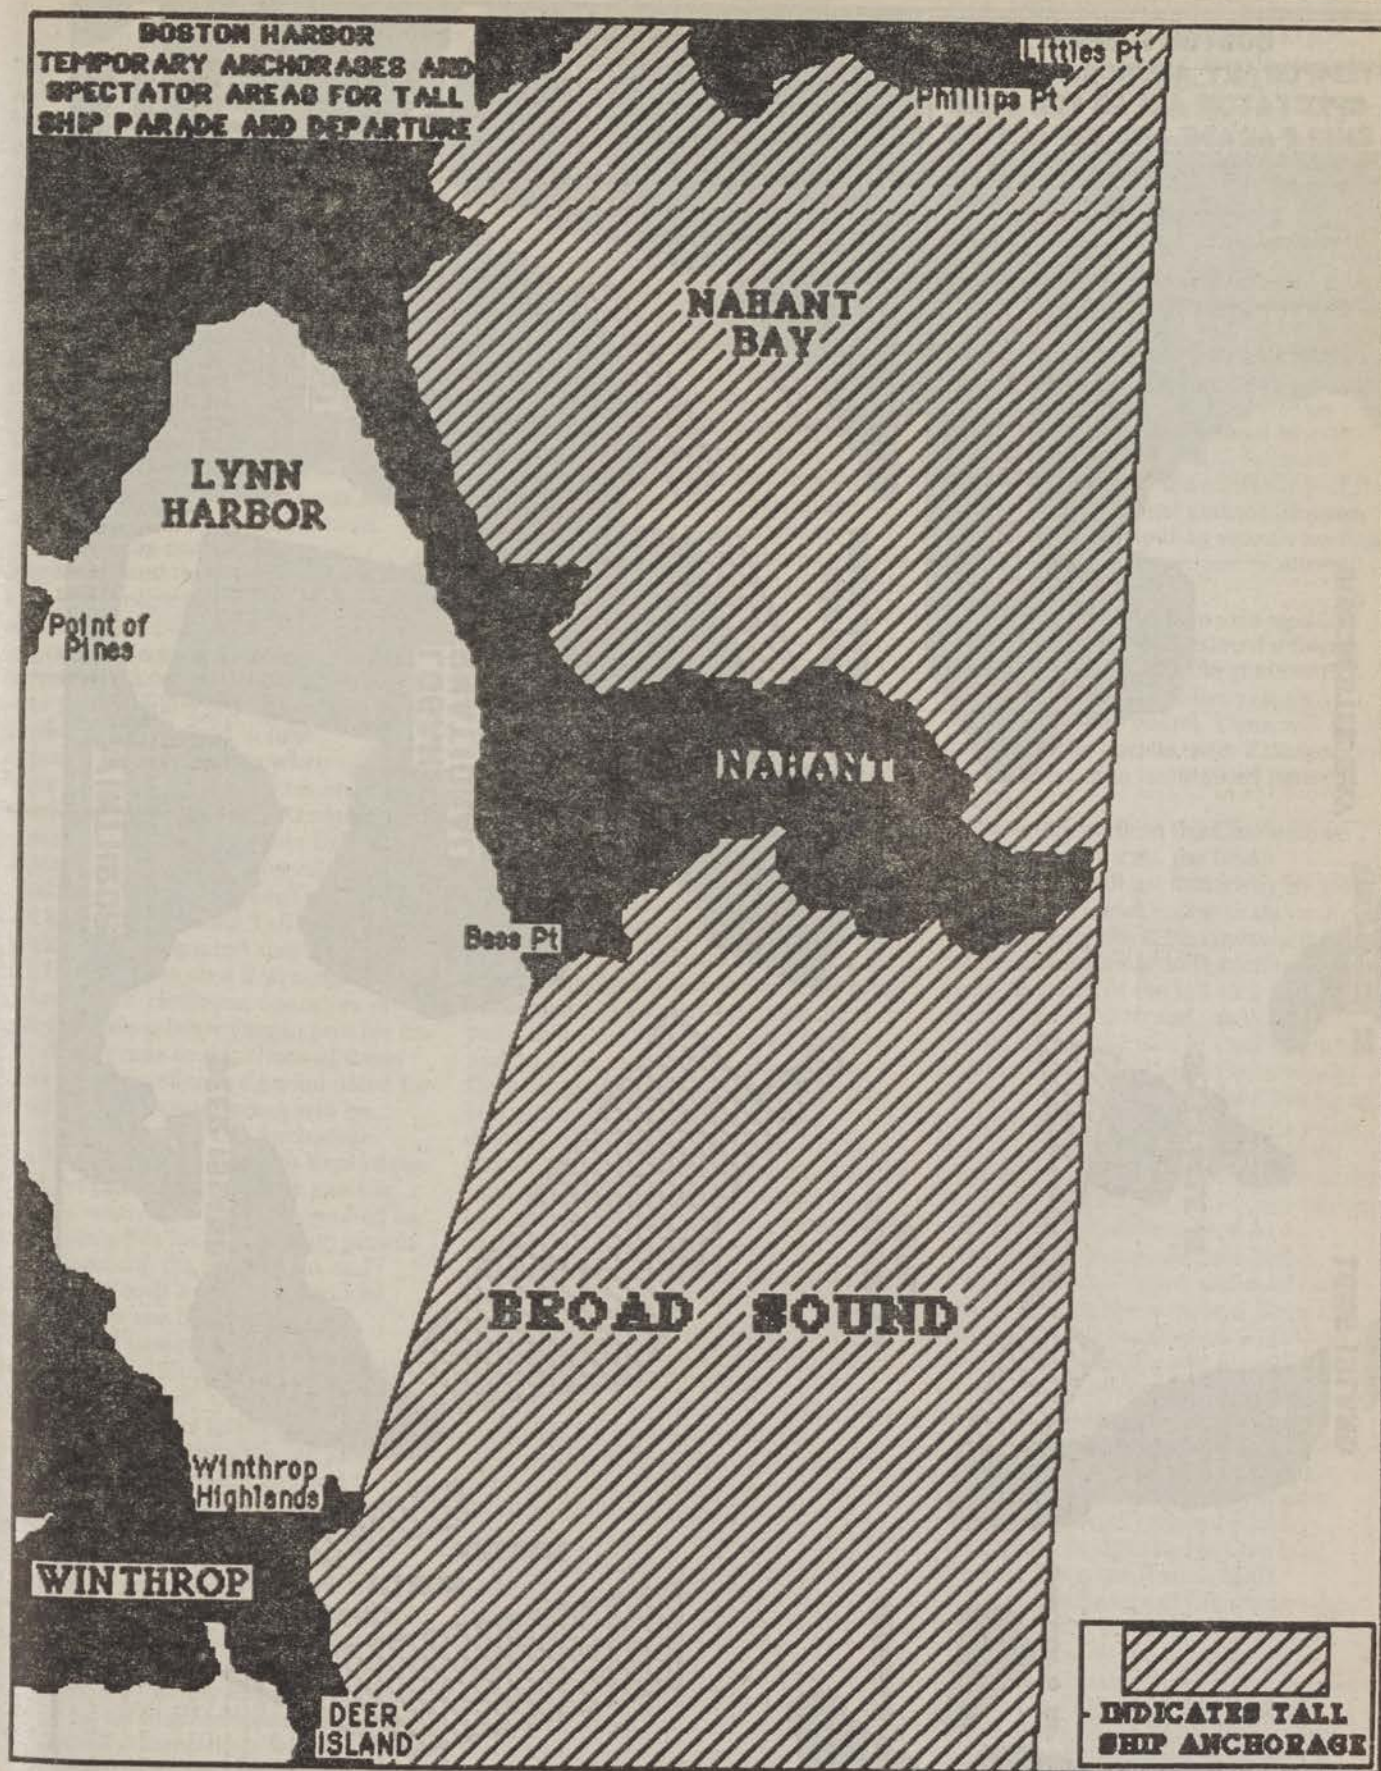 BOSTON HARBOR
TEMPORARY ANCHORAGES AND
SPECTATOR AREAS FOR TALL
SHIP PARADE AND DEPARTURE
Littles Pt
Phillips Pt
NAHANT
BAY
LYNN
HARBOR
Point of
Pines
NAHANT
Bass Pt
BROAD SOUND
Winthrop
Highlands
WINTHROP
DEER
ISLAND
INDICATES TALL
SHIP ANCHORAGE